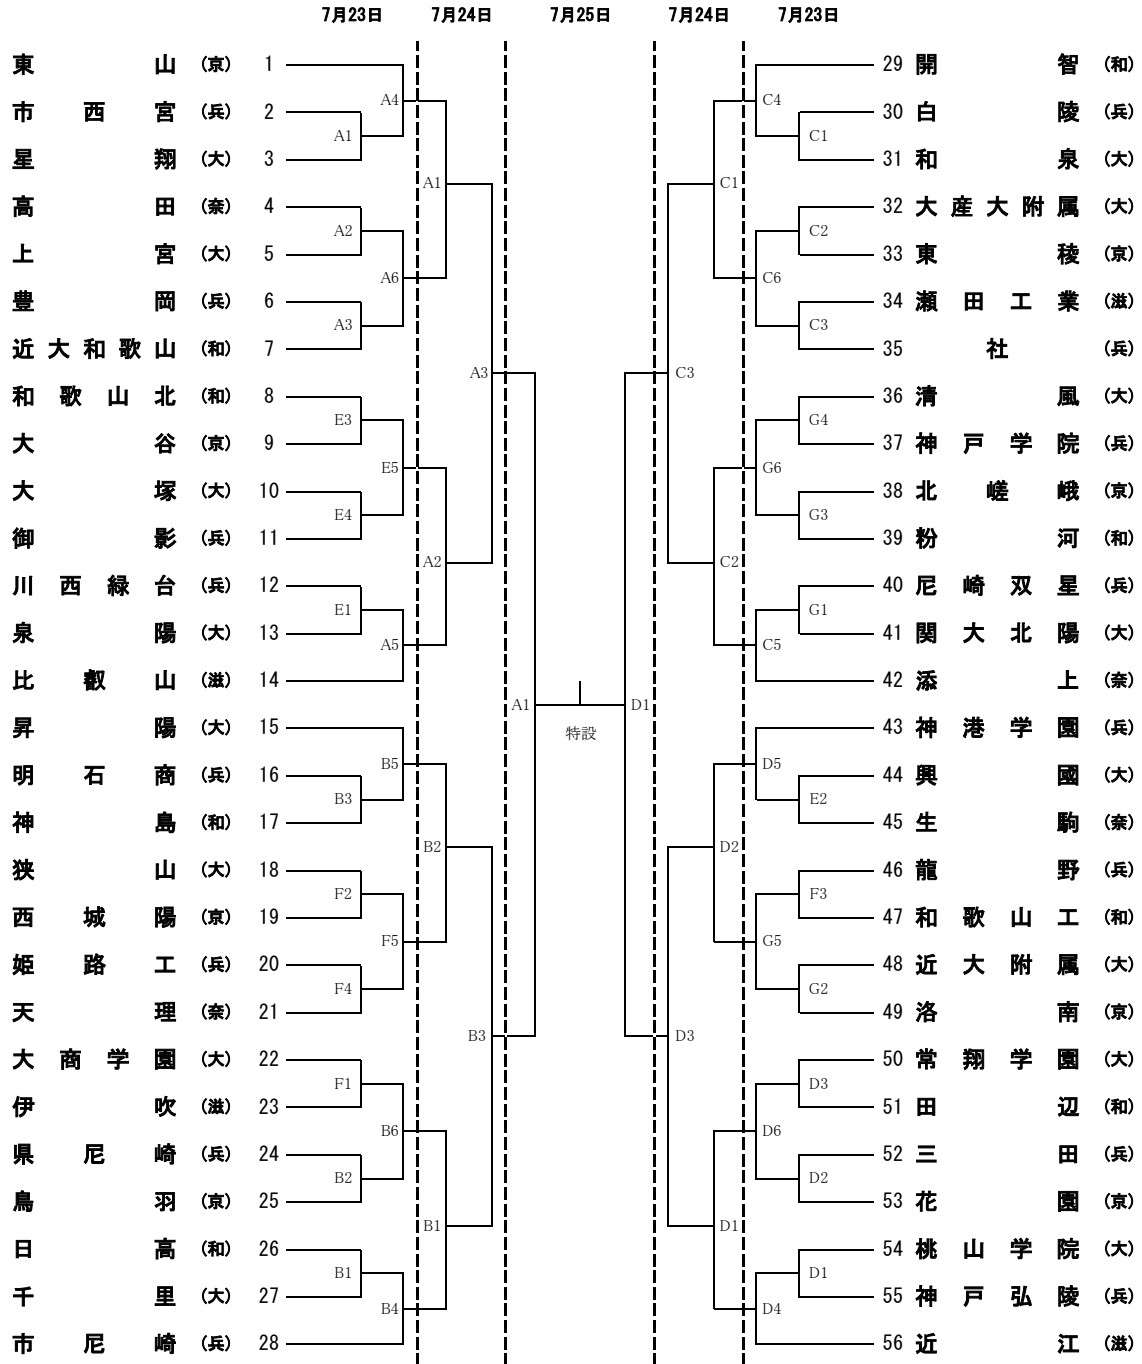 7月23日 7月24日 7月25日 7月24日 7月23日
東山 (京) 1 29 開智 (和)
A4 C4
市西宮 (兵) 2 30 白陵 (兵)
A1 C1
星翔 (大) 3 31 和泉 (大)
A1 C1
高田 (奈) 4 32 大産大附属 (大)
A2 C2
上宮 (大) 5 33 東稜 (京)
A6 C6
豊岡 (兵) 6 34 瀬田工業 (滋)
A3 C3
近大和歌山 (和) 7 35 社 (兵)
A3 C3
和歌山北 (和) 8 36 清風 (大)
E3 G4
大谷 (京) 9 37 神戸学院 (兵)
E5 G6
大塚 (大) 10 38 北嵯峨 (京)
E4 G3
御影 (兵) 11 39 粉河 (和)
A2 C2
川西緑台 (兵) 12 40 尼崎双星 (兵)
E1 G1
泉陽 (大) 13 41 関大北陽 (大)
A5 C5
比叡山 (滋) 14 42 添上 (奈)
A1 D1
昇陽 (大) 15 43 神港学園 (兵)
特設
B5 D5
明石商 (兵) 16 44 興國 (大)
B3 E2
神島 (和) 17 45 生駒 (奈)
B2 D2
狭山 (大) 18 46 龍野 (兵)
F2 F3
西城陽 (京) 19 47 和歌山工 (和)
F5 G5
姫路工 (兵) 20 48 近大附属 (大)
F4 G2
天理 (奈) 21 49 洛南 (京)
B3 D3
大商学園 (大) 22 50 常翔学園 (大)
F1 D3
伊吹 (滋) 23 51 田辺 (和)
B6 D6
県尼崎 (兵) 24 52 三田 (兵)
B2 D2
鳥羽 (京) 25 53 花園 (京)
B1 D1
日高 (和) 26 54 桃山学院 (大)
B1 D1
千里 (大) 27 55 神戸弘陵 (兵)
B4 D4
市尼崎 (兵) 28 56 近江 (滋)